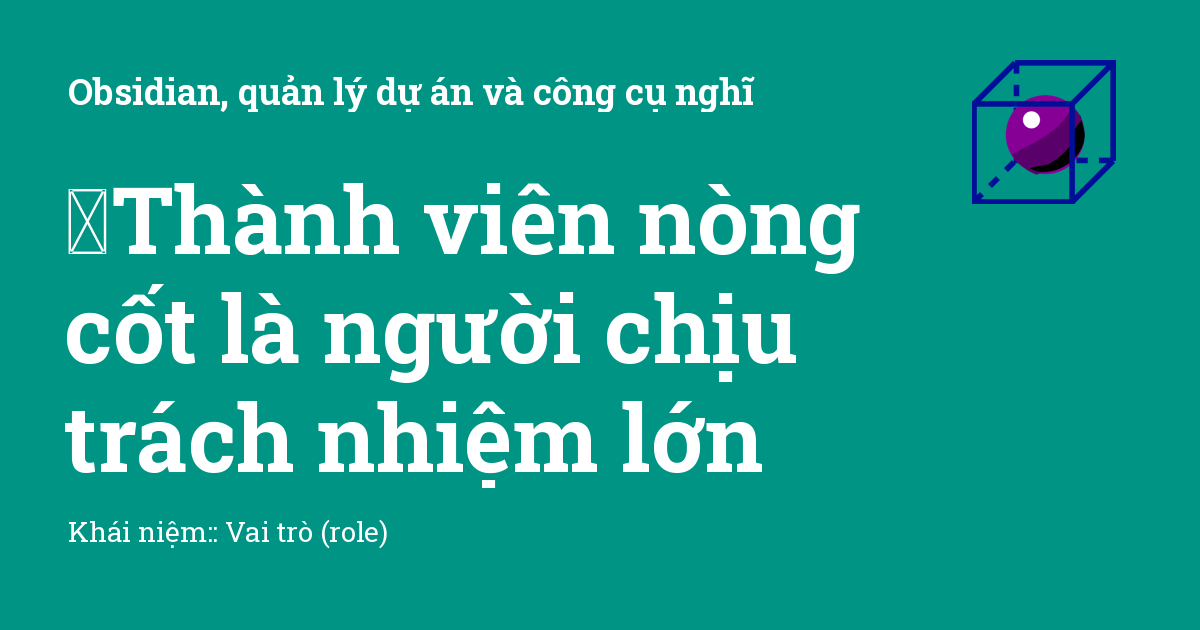 Obsidian, quản lý dự án và công cụ nghĩ
Thành viên nòng
cốt là người chịu
trách nhiệm lớn
Khái niệm:: Vai trò (role)